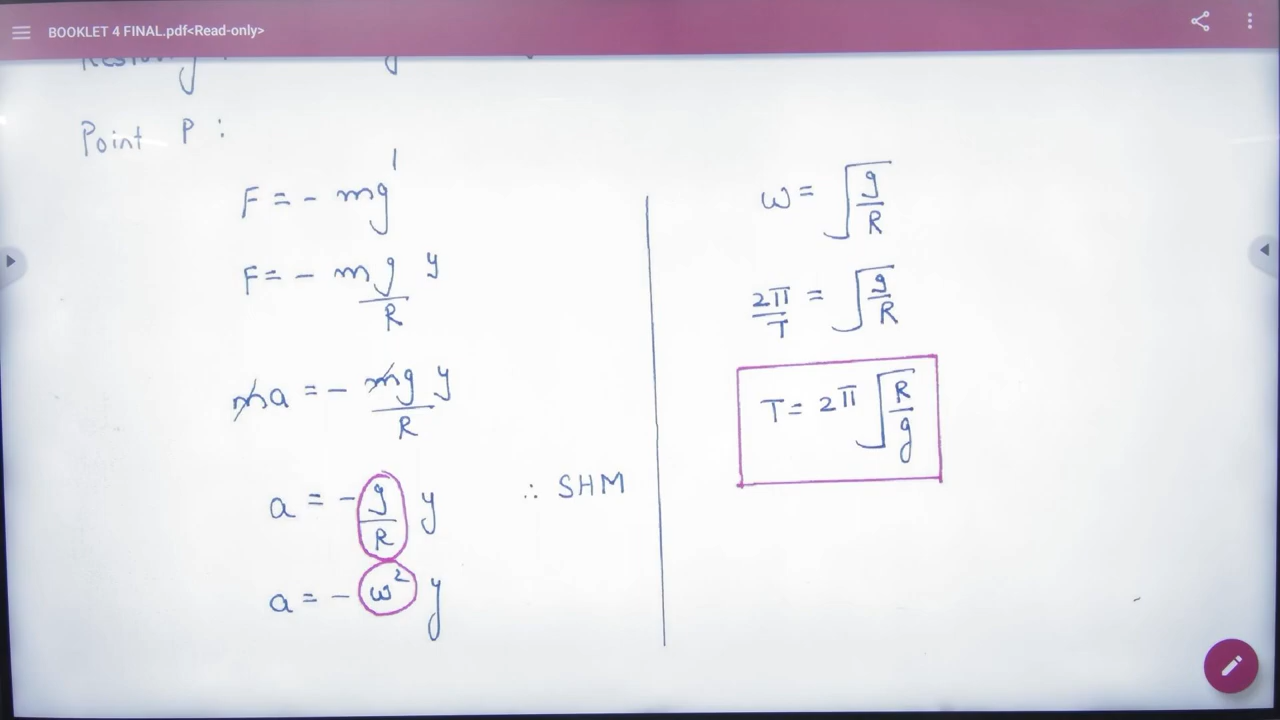 BOOKLET 4 FINAL.pdf<Read-only>
Point P :
F = - mg'
F = - mg/R y
ma = - mg/R y
a = - g/R y ∴ SHM
a = - ω² y
ω = √(g/R)
2π/T = √(g/R)
T = 2π √(R/g)